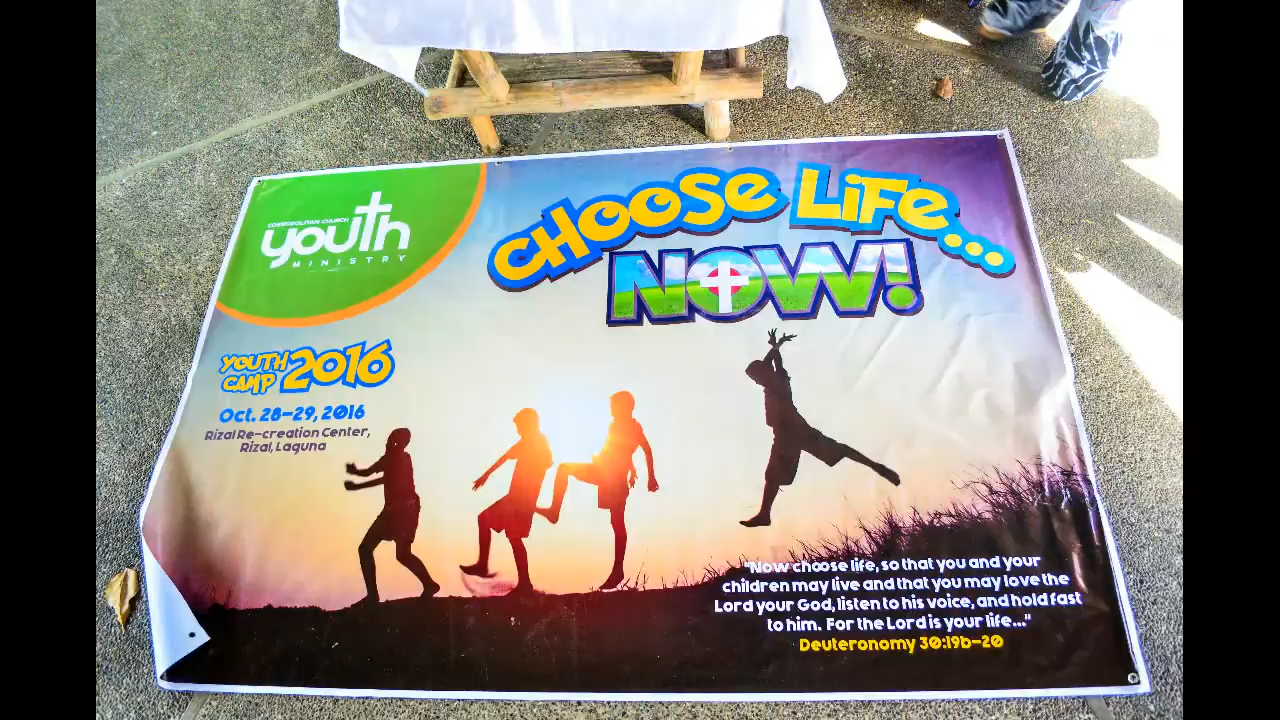 COSMOPOLITAN CHURCH
youth
MINISTRY
CHOOSE LiFe...
NOW!
YOUTH
CAMP 2016
Oct. 28-29, 2016
Rizal Re-creation Center,
Rizal, Laguna
"Now choose life, so that you and your
children may live and that you may love the
Lord your God, listen to his voice, and hold fast
to him. For the Lord is your life..."
Deuteronomy 30:19b-20